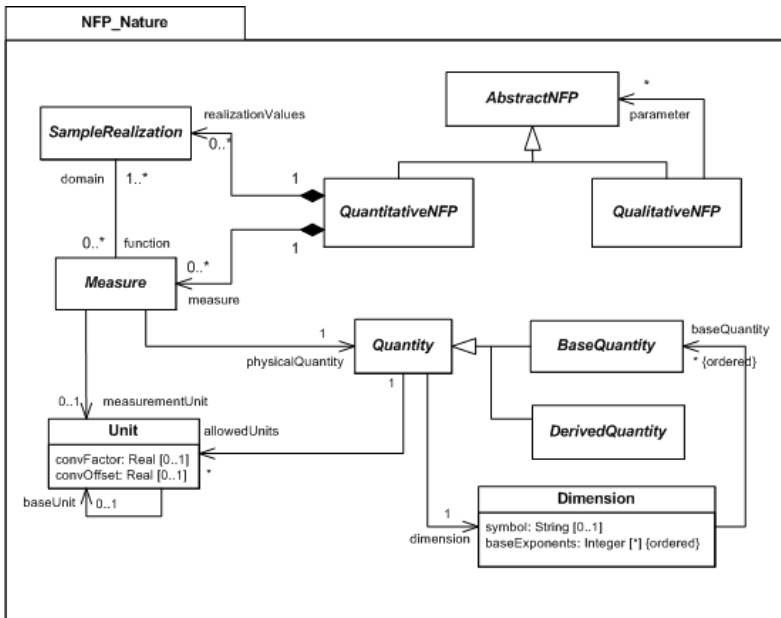 NFP_Nature
AbstractNFP
*
parameter
realizationValues
SampleRealization
0..*
domain
1..*
1
QuantitativeNFP
QualitativeNFP
1
0..*
function
0..*
Measure
measure
1
physicalQuantity
Quantity
1
BaseQuantity
baseQuantity
* {ordered}
DerivedQuantity
0..1
measurementUnit
Unit
convFactor: Real [0..1]
convOffset: Real [0..1]
allowedUnits
*
baseUnit
0..1
1
dimension
Dimension
symbol: String [0..1]
baseExponents: Integer [*] {ordered}